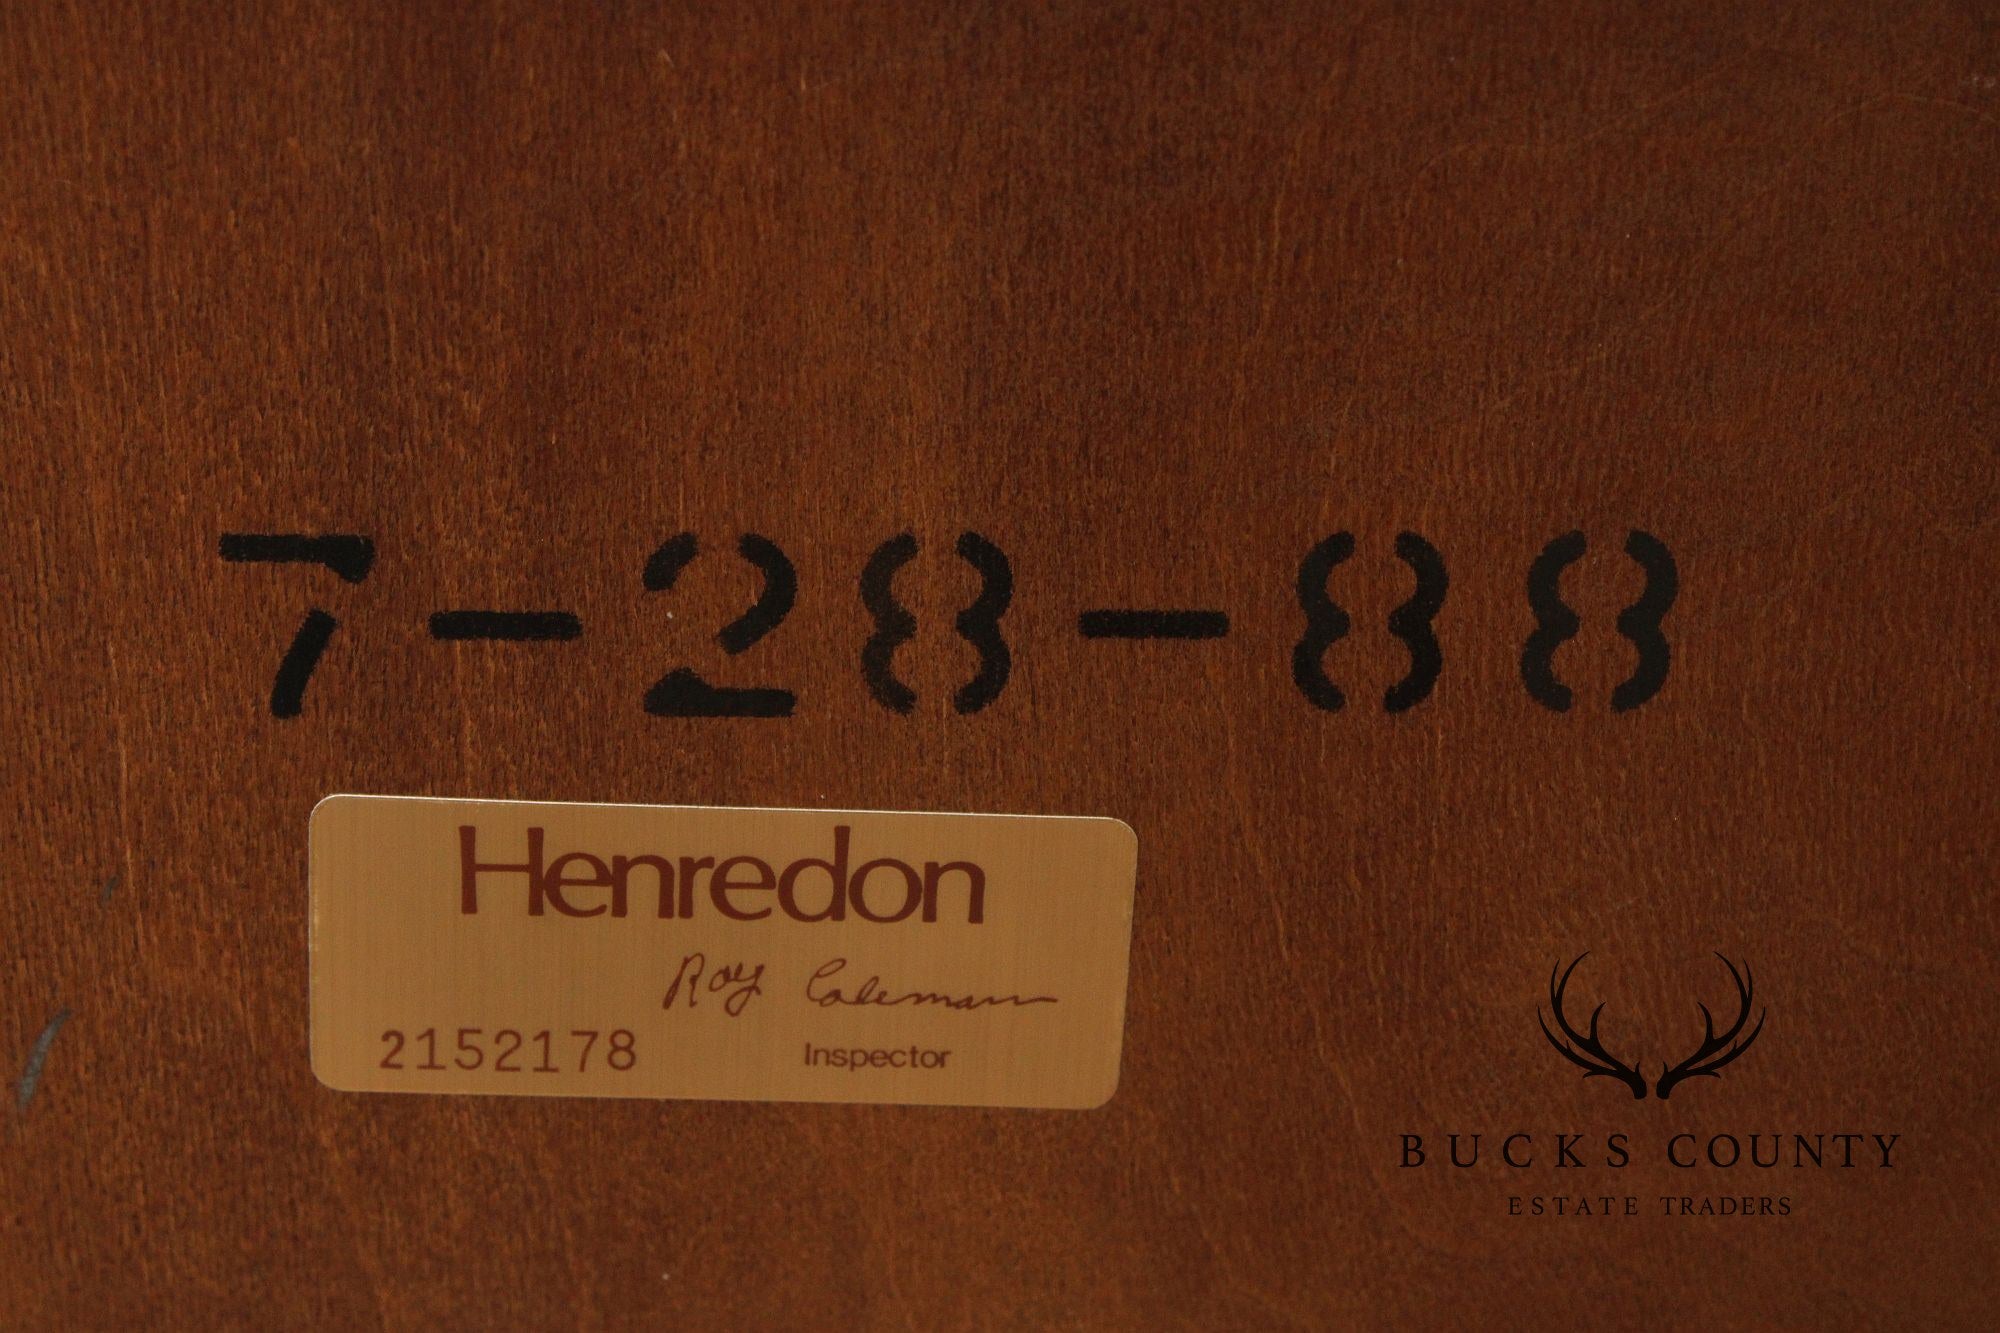 7-28-88
Henredon
Roy Coleman
2152178 Inspector
BUCKS COUNTY
ESTATE TRADERS